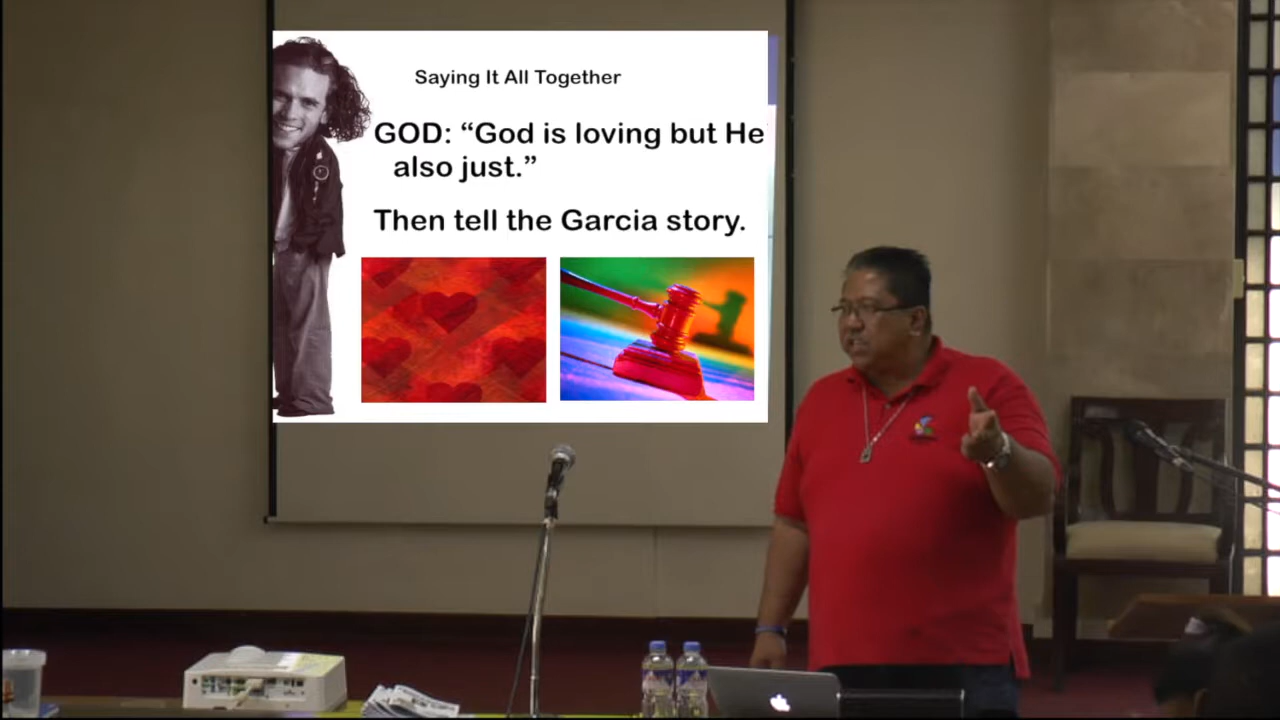 Saying It All Together
GOD: “God is loving but He
also just.”
Then tell the Garcia story.